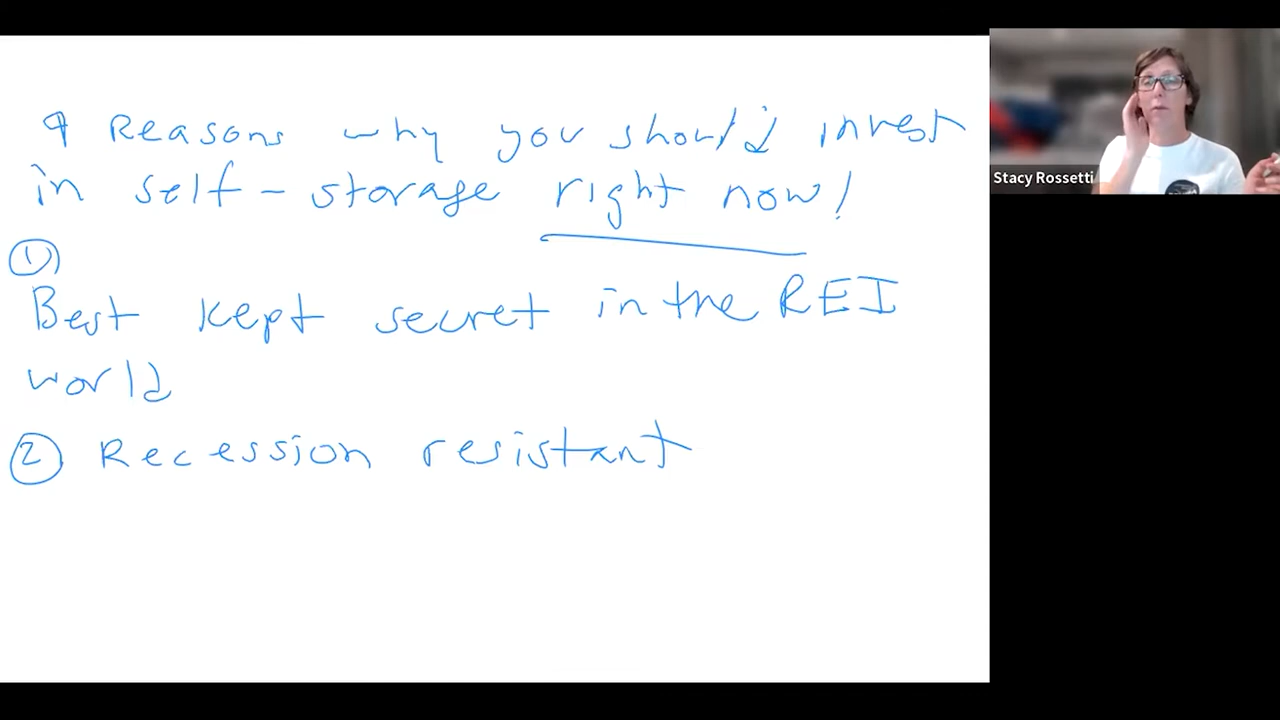 9 Reasons why you should invest
in self-storage right now!
①
Best kept secret in the REI
world
② Recession resistant
Stacy Rossetti